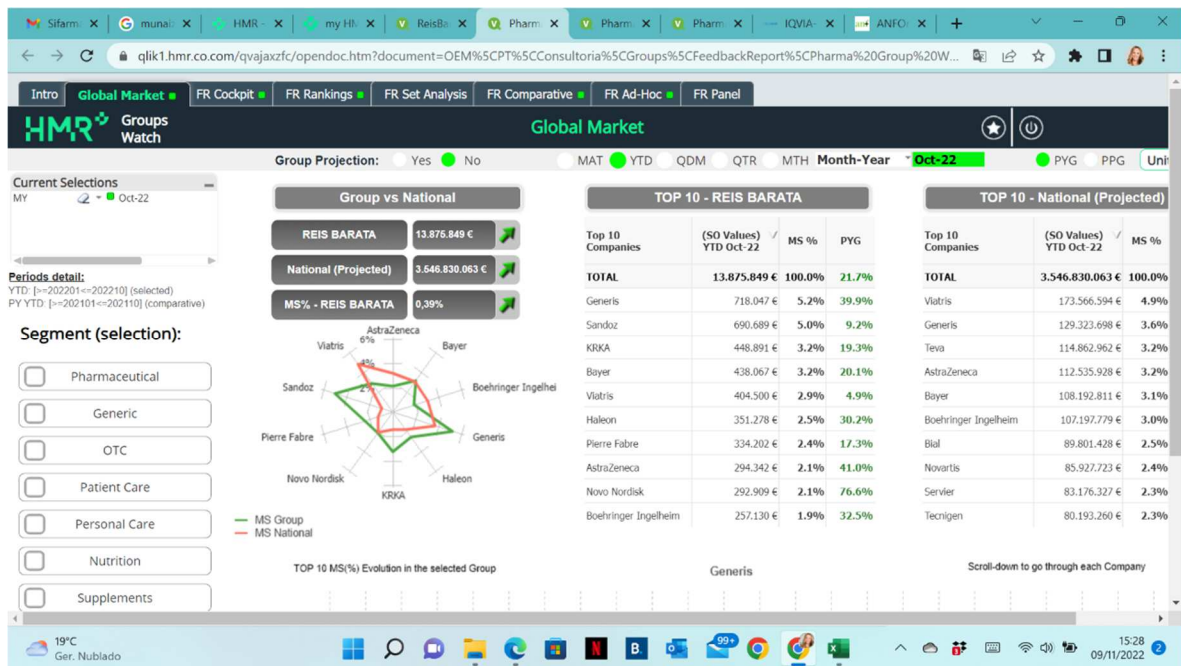 Sifarm
munai
HMR -
my HM
ReisBa
Pharm
Pharm
Pharm
IQVIA-
ANFO
qlik1.hmr.co.com/qvajaxzfc/opendoc.htm?document=OEM%5CPT%5CConsultoria%5CGroups%5CFeedbackReport%5CPharma%20Group%20W...
Intro
Global Market
FR Cockpit
FR Rankings
FR Set Analysis
FR Comparative
FR Ad-Hoc
FR Panel
HMR Groups Watch
Global Market
Group Projection: Yes No
MAT YTD QDM QTR MTH Month-Year Oct-22 PYG PPG Uni
Current Selections
MY Oct-22
Periods detail:
YTD: [>=202201<=202210] (selected)
PY YTD: [>=202101<=202110] (comparative)
Segment (selection):
Pharmaceutical
Generic
OTC
Patient Care
Personal Care
Nutrition
Supplements
Group vs National
REIS BARATA 13.875.849 €
National (Projected) 3.546.830.063 €
MS% - REIS BARATA 0,39%
AstraZeneca
6%
Viatris
Bayer
4%
Sandoz
2%
Boehringer Ingelhei
Pierre Fabre
Generis
Novo Nordisk
Haleon
KRKA
MS Group
MS National
TOP 10 - REIS BARATA
Top 10 Companies (SO Values) YTD Oct-22 MS % PYG
TOTAL 13.875.849 € 100.0% 21.7%
Generis 718.047 € 5.2% 39.9%
Sandoz 690.689 € 5.0% 9.2%
KRKA 448.891 € 3.2% 19.3%
Bayer 438.067 € 3.2% 20.1%
Viatris 404.500 € 2.9% 4.9%
Haleon 351.278 € 2.5% 30.2%
Pierre Fabre 334.202 € 2.4% 17.3%
AstraZeneca 294.342 € 2.1% 41.0%
Novo Nordisk 292.909 € 2.1% 76.6%
Boehringer Ingelheim 257.130 € 1.9% 32.5%
TOP 10 - National (Projected)
Top 10 Companies (SO Values) YTD Oct-22 MS %
TOTAL 3.546.830.063 € 100.0%
Viatris 173.566.594 € 4.9%
Generis 129.323.698 € 3.6%
Teva 114.862.962 € 3.2%
AstraZeneca 112.535.928 € 3.2%
Bayer 108.192.811 € 3.1%
Boehringer Ingelheim 107.197.779 € 3.0%
Bial 89.801.428 € 2.5%
Novartis 85.927.723 € 2.4%
Servier 83.176.327 € 2.3%
Tecnigen 80.193.260 € 2.3%
TOP 10 MS(%) Evolution in the selected Group
Generis
Scroll-down to go through each Company
19°C
Ger. Nublado
N
B.
99+
15:28
09/11/2022
2